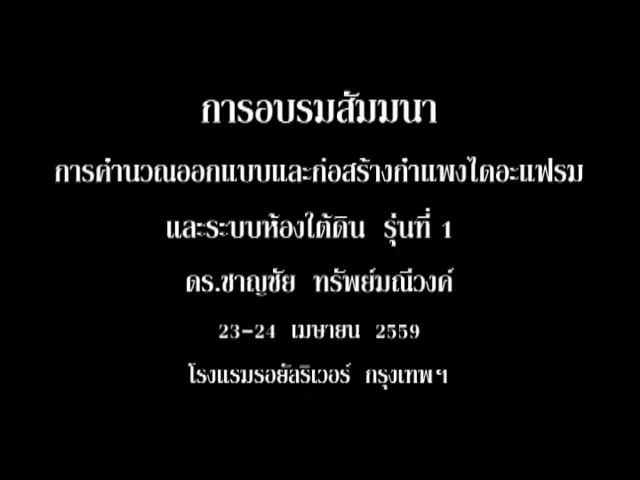 การอบรมสัมมนา
การคำนวณออกแบบและก่อสร้างกำแพงไดอะแฟรม
และระบบห้องใต้ดิน รุ่นที่ 1
ดร.ชาญชัย ทรัพย์มณีวงค์
23-24 เมษายน 2559
โรงแรมรอยัลริเวอร์ กรุงเทพฯ